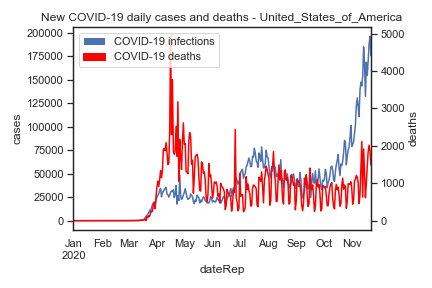 New COVID-19 daily cases and deaths - United_States_of_America
COVID-19 infections
COVID-19 deaths
200000
175000
150000
125000
100000
75000
50000
25000
0
cases
5000
4000
3000
2000
1000
0
deaths
Jan Feb Mar Apr May Jun Jul Aug Sep Oct Nov
2020
dateRep